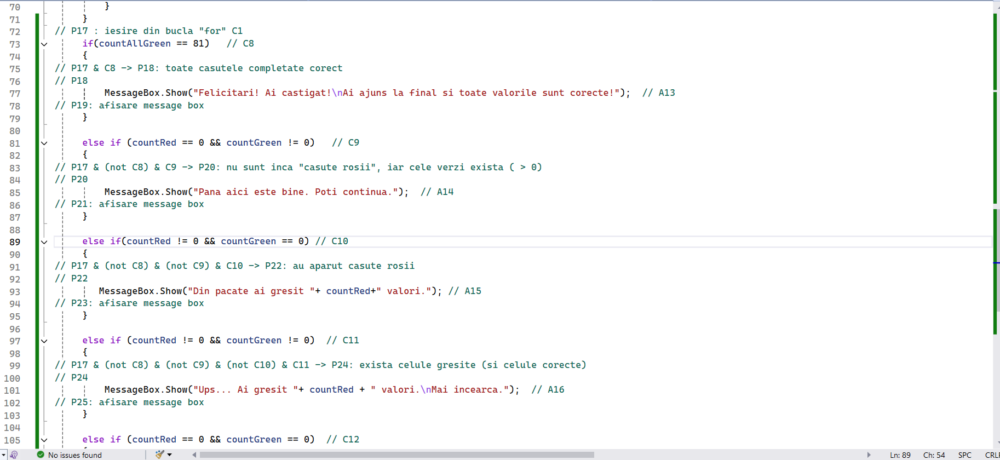 70 }
71 }
72 // P17 : iesire din bucla "for" C1
73 if(countAllGreen == 81) // C8
74 {
75 // P17 & C8 -> P18: toate casutele completate corect
76 // P18
77 MessageBox.Show("Felicitari! Ai castigat!\nAi ajuns la final si toate valorile sunt corecte!"); // A13
78 // P19: afisare message box
79 }
80
81 else if (countRed == 0 && countGreen != 0) // C9
82 {
83 // P17 & (not C8) & C9 -> P20: nu sunt inca "casute rosii", iar cele verzi exista ( > 0)
84 // P20
85 MessageBox.Show("Pana aici este bine. Poti continua."); // A14
86 // P21: afisare message box
87 }
88
89 else if(countRed != 0 && countGreen == 0) // C10
90 {
91 // P17 & (not C8) & (not C9) & C10 -> P22: au aparut casute rosii
92 // P22
93 MessageBox.Show("Din pacate ai gresit "+ countRed+" valori."); // A15
94 // P23: afisare message box
95 }
96
97 else if (countRed != 0 && countGreen != 0) // C11
98 {
99 // P17 & (not C8) & (not C9) & (not C10) & C11 -> P24: exista celule gresite (si celule corecte)
100 // P24
101 MessageBox.Show("Ups... Ai gresit "+ countRed + " valori.\nMai incearca."); // A16
102 // P25: afisare message box
103 }
104
105 else if (countRed == 0 && countGreen == 0) // C12
No issues found Ln: 89 Ch: 54 SPC